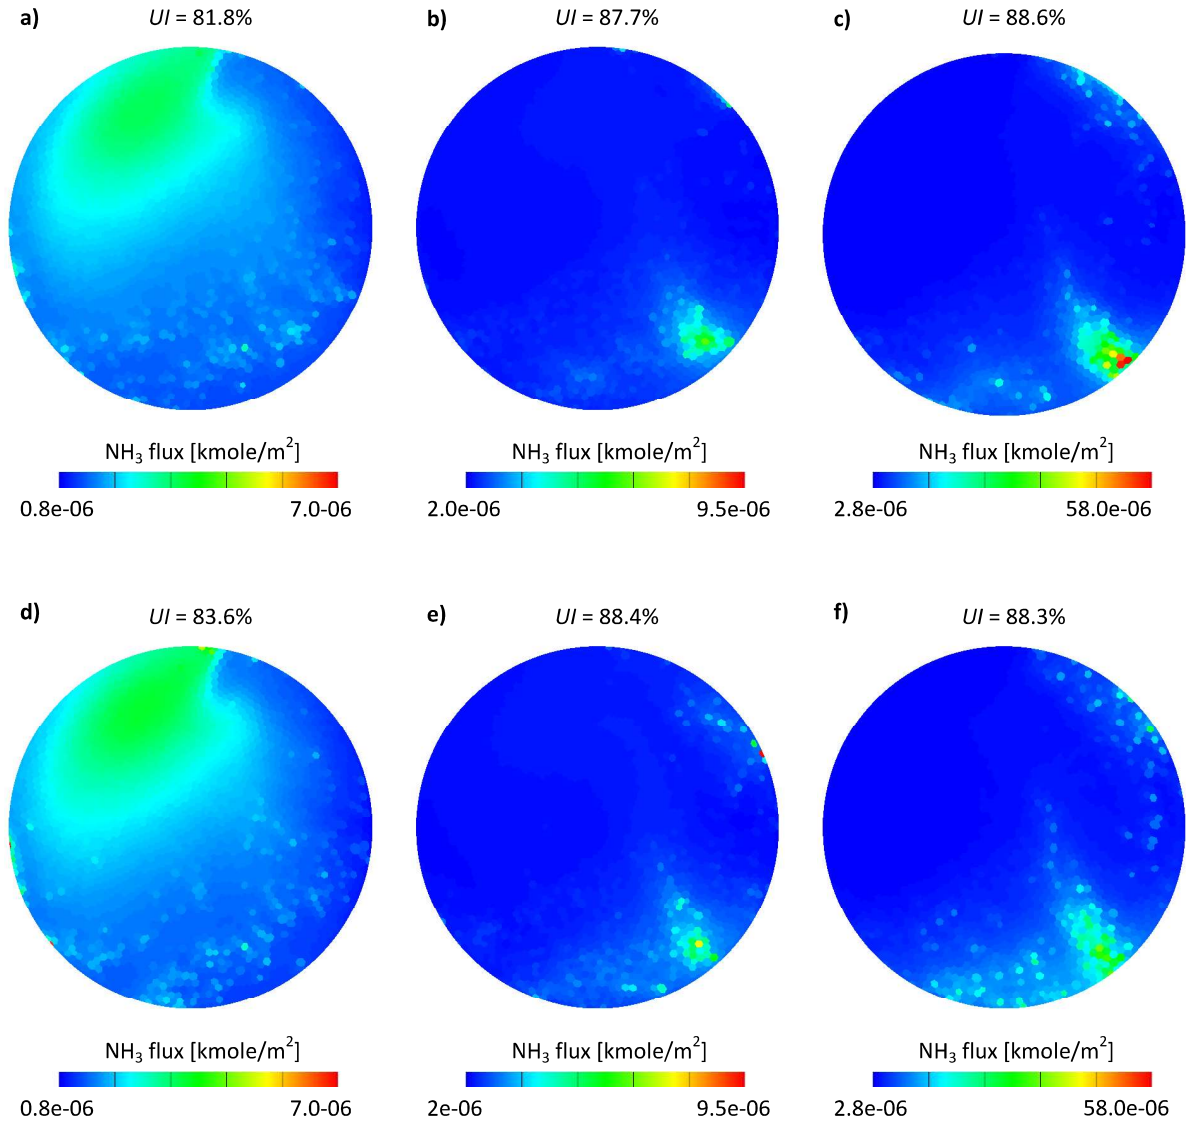 a) UI = 81.8% b) UI = 87.7% c) UI = 88.6%
NH3 flux [kmole/m²] NH3 flux [kmole/m²] NH3 flux [kmole/m²]
0.8e-06 7.0-06 2.0e-06 9.5e-06 2.8e-06 58.0e-06
d) UI = 83.6% e) UI = 88.4% f) UI = 88.3%
NH3 flux [kmole/m²] NH3 flux [kmole/m²] NH3 flux [kmole/m²]
0.8e-06 7.0-06 2e-06 9.5e-06 2.8e-06 58.0e-06